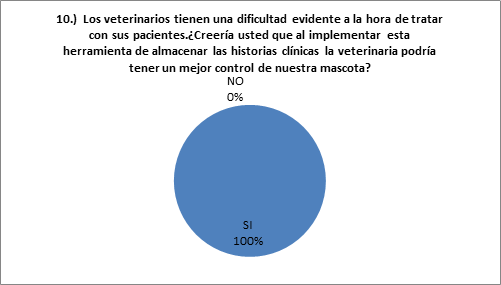 10.) Los veterinarios tienen una dificultad evidente a la hora de tratar
con sus pacientes.¿Creería usted que al implementar esta
herramienta de almacenar las historias clínicas la veterinaria podría
tener un mejor control de nuestra mascota?
NO
0%
SI
100%